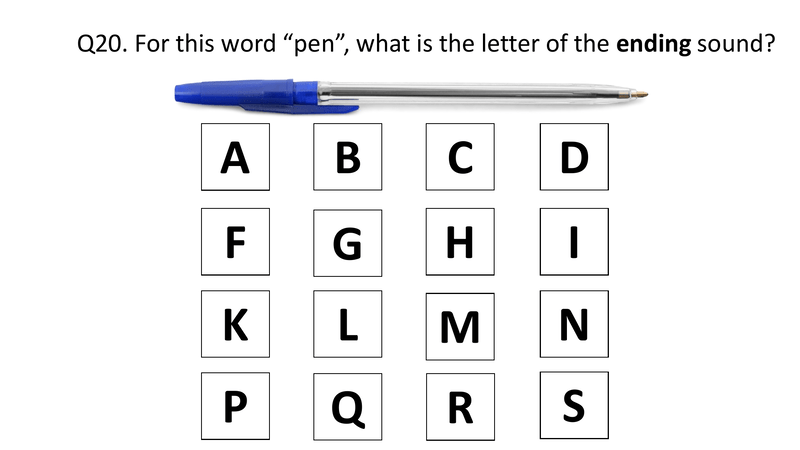 Q20. For this word “pen”, what is the letter of the ending sound?
A B C D
F G H I
K L M N
P Q R S